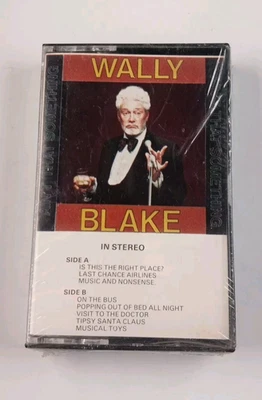 WALLY
BLAKE
IN STEREO
SIDE A
IS THIS THE RIGHT PLACE?
LAST CHANCE AIRLINES
MUSIC AND NONSENSE
SIDE B
ON THE BUS
POPPING OUT OF BED ALL NIGHT
VISIT TO THE DOCTOR
TIPSY SANTA CLAUS
MUSICAL TUYS